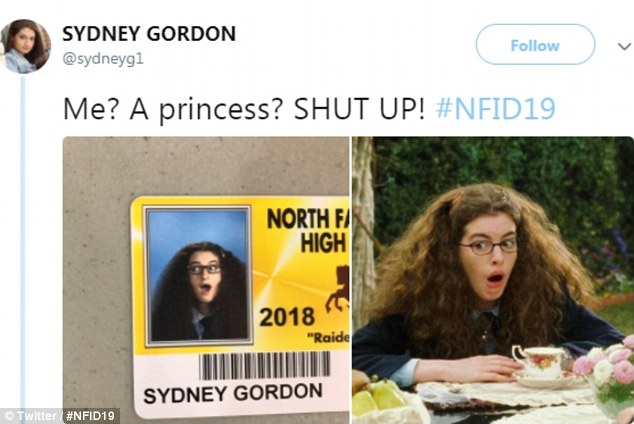 SYDNEY GORDON
@sydneyg1
Follow
Me? A princess? SHUT UP! #NFID19
NORTH FA
HIGH
2018
"Raide
SYDNEY GORDON
© Twitter / #NFID19